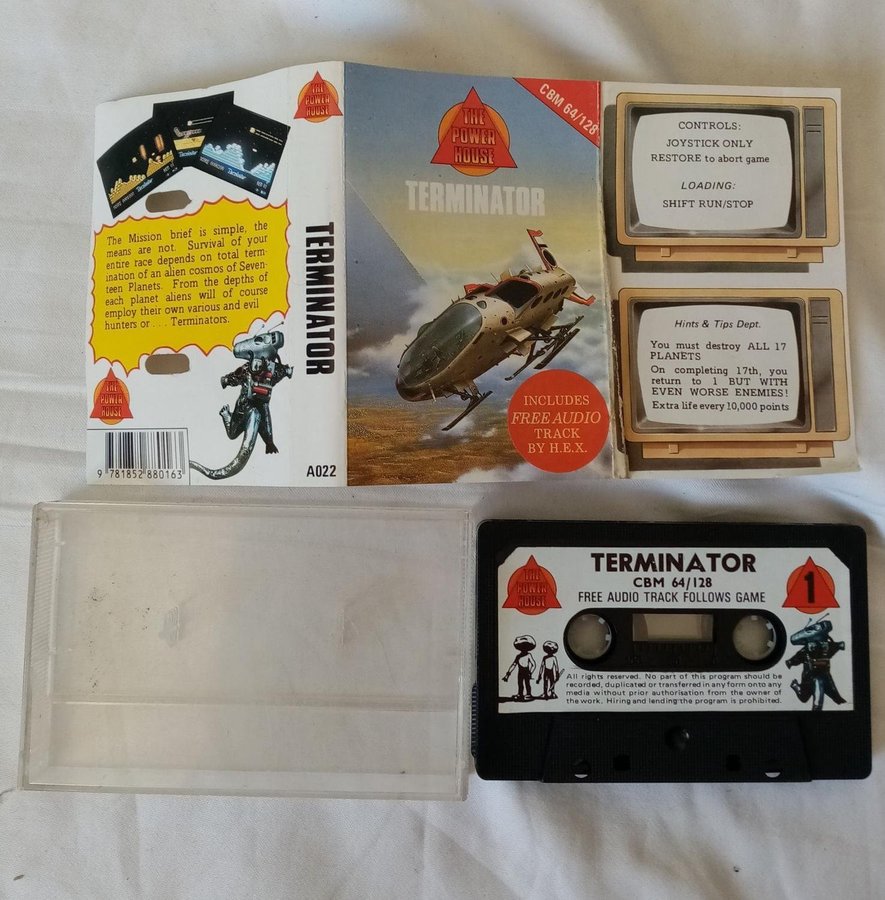 The Mission brief is simple, the
means are not. Survival of your
entire race depends on total term-
ination of an alien cosmos of Seven-
teen Planets. From the depths of
each planet aliens will of course
employ their own various and evil
hunters or .... Terminators.
THE
POWER
HOUSE
9 781852 880163
THE
POWER
HOUSE
TERMINATOR
A022
CBM 64/128
THE
POWER
HOUSE
TERMINATOR
INCLUDES
FREE AUDIO
TRACK
BY H.E.X.
CONTROLS:
JOYSTICK ONLY
RESTORE to abort game
LOADING:
SHIFT RUN/STOP
Hints & Tips Dept.
You must destroy ALL 17
PLANETS
On completing 17th, you
return to 1 BUT WITH
EVEN WORSE ENEMIES!
Extra life every 10,000 points
THE
POWER
HOUSE
TERMINATOR
CBM 64/128
FREE AUDIO TRACK FOLLOWS GAME
1
All rights reserved. No part of this program should be
recorded, duplicated or transferred in any form onto any
media without prior authorisation from the owner of
the work. Hiring and lending the program is prohibited.